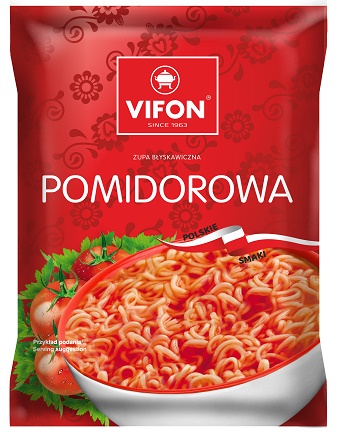 VIFON®
SINCE 1963
ZUPA BŁYSKAWICZNA
POMIDOROWA
POLSKIE
SMAKI
Przykład podania
Serving suggestion